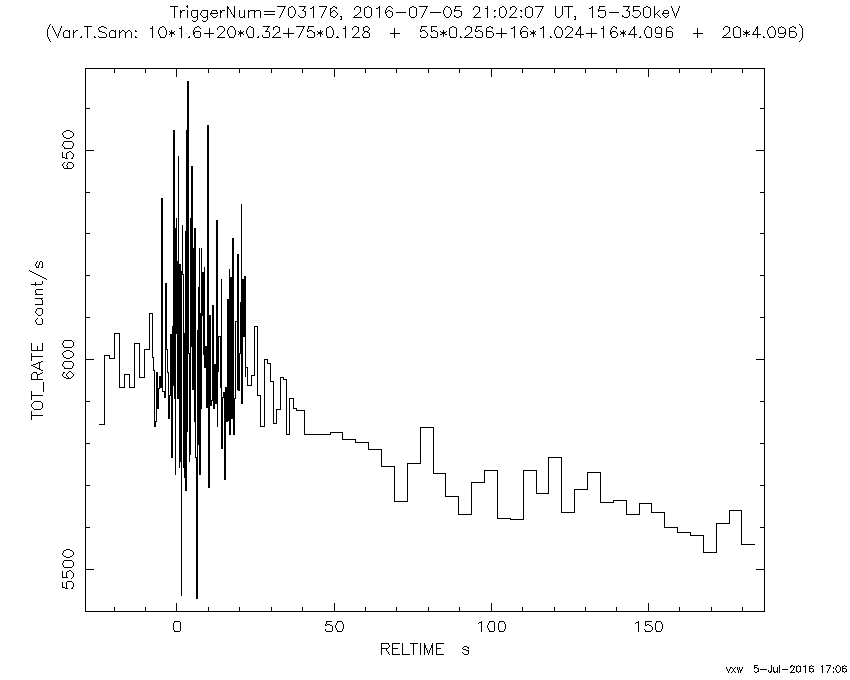 TriggerNum=703176, 2016-07-05 21:02:07 UT, 15-350keV
(Var.T.Sam: 10*1.6+20*0.32+75*0.128 + 55*0.256+16*1.024+16*4.096 + 20*4.096)
6500
6000
5500
TOT_RATE count/s
0 50 100 150
RELTIME s
vxw 5-Jul-2016 17:06